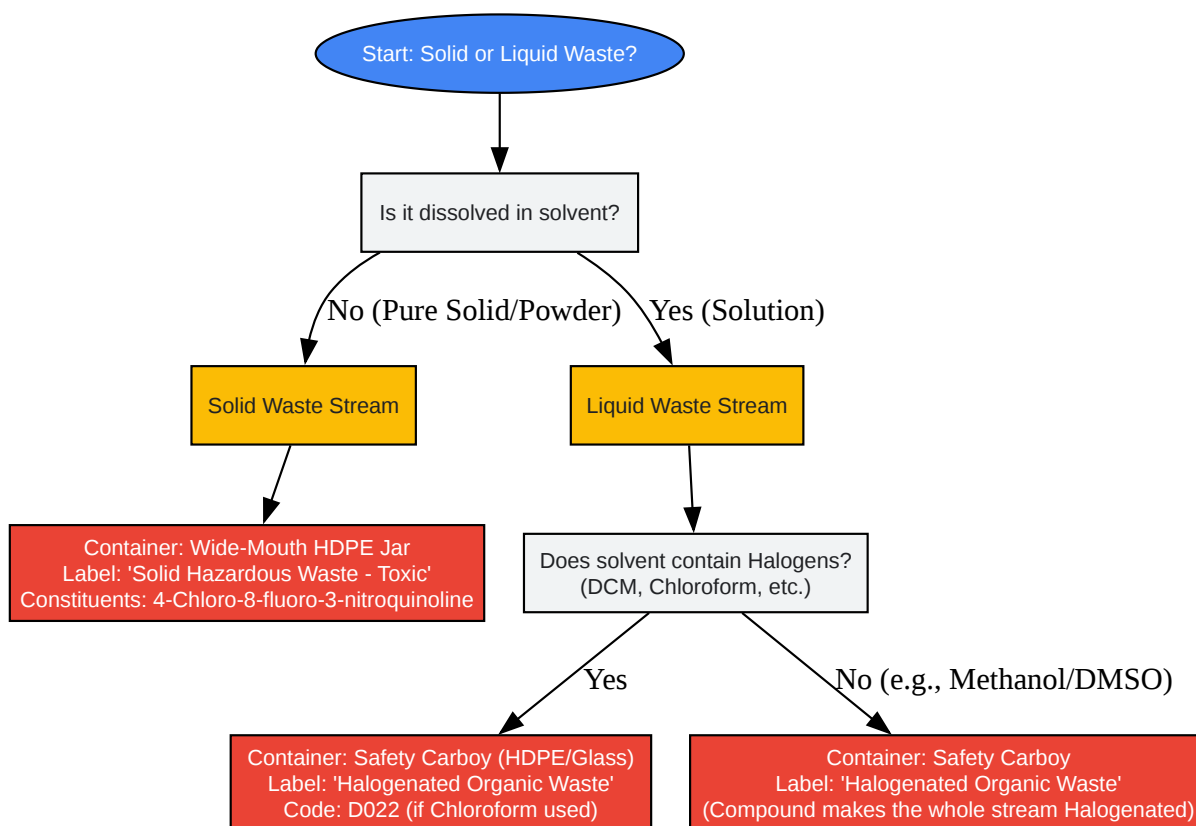 Start: Solid or Liquid Waste?
Is it dissolved in solvent?
No (Pure Solid/Powder)
Yes (Solution)
Solid Waste Stream
Liquid Waste Stream
Container: Wide-Mouth HDPE Jar
Label: 'Solid Hazardous Waste - Toxic'
Constituents: 4-Chloro-8-fluoro-3-nitroquinoline
Does solvent contain Halogens?
(DCM, Chloroform, etc.)
Yes
No (e.g., Methanol/DMSO)
Container: Safety Carboy (HDPE/Glass)
Label: 'Halogenated Organic Waste'
Code: D022 (if Chloroform used)
Container: Safety Carboy
Label: 'Halogenated Organic Waste'
(Compound makes the whole stream Halogenated)